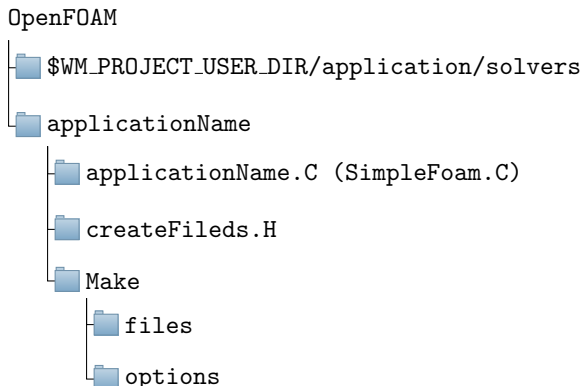 OpenFOAM
$WM_PROJECT_USER_DIR/application/solvers
applicationName
applicationName.C (SimpleFoam.C)
createFileds.H
Make
files
options